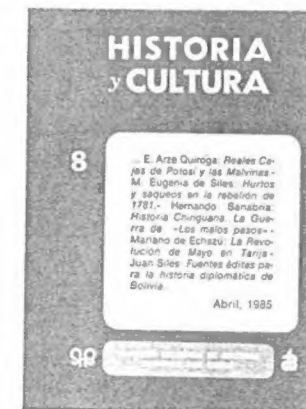 HISTORIA
y CULTURA
8
... E. Arze Quiroga: Reales Ca-
jas de Potosí y las Malvinas.-
M. Eugenia de Siles: Hurtos
y saqueos en la rebelión de
1781.- Hernando Sanabria:
Historia Chiriguana. La Gue-
rra de «Los malos pasos».-
Mariano de Echazú: La Revo-
lución de Mayo en Tarija.-
Juan Siles: Fuentes éditas pa-
ra la historia diplomática de
Bolivia.
Abril, 1985